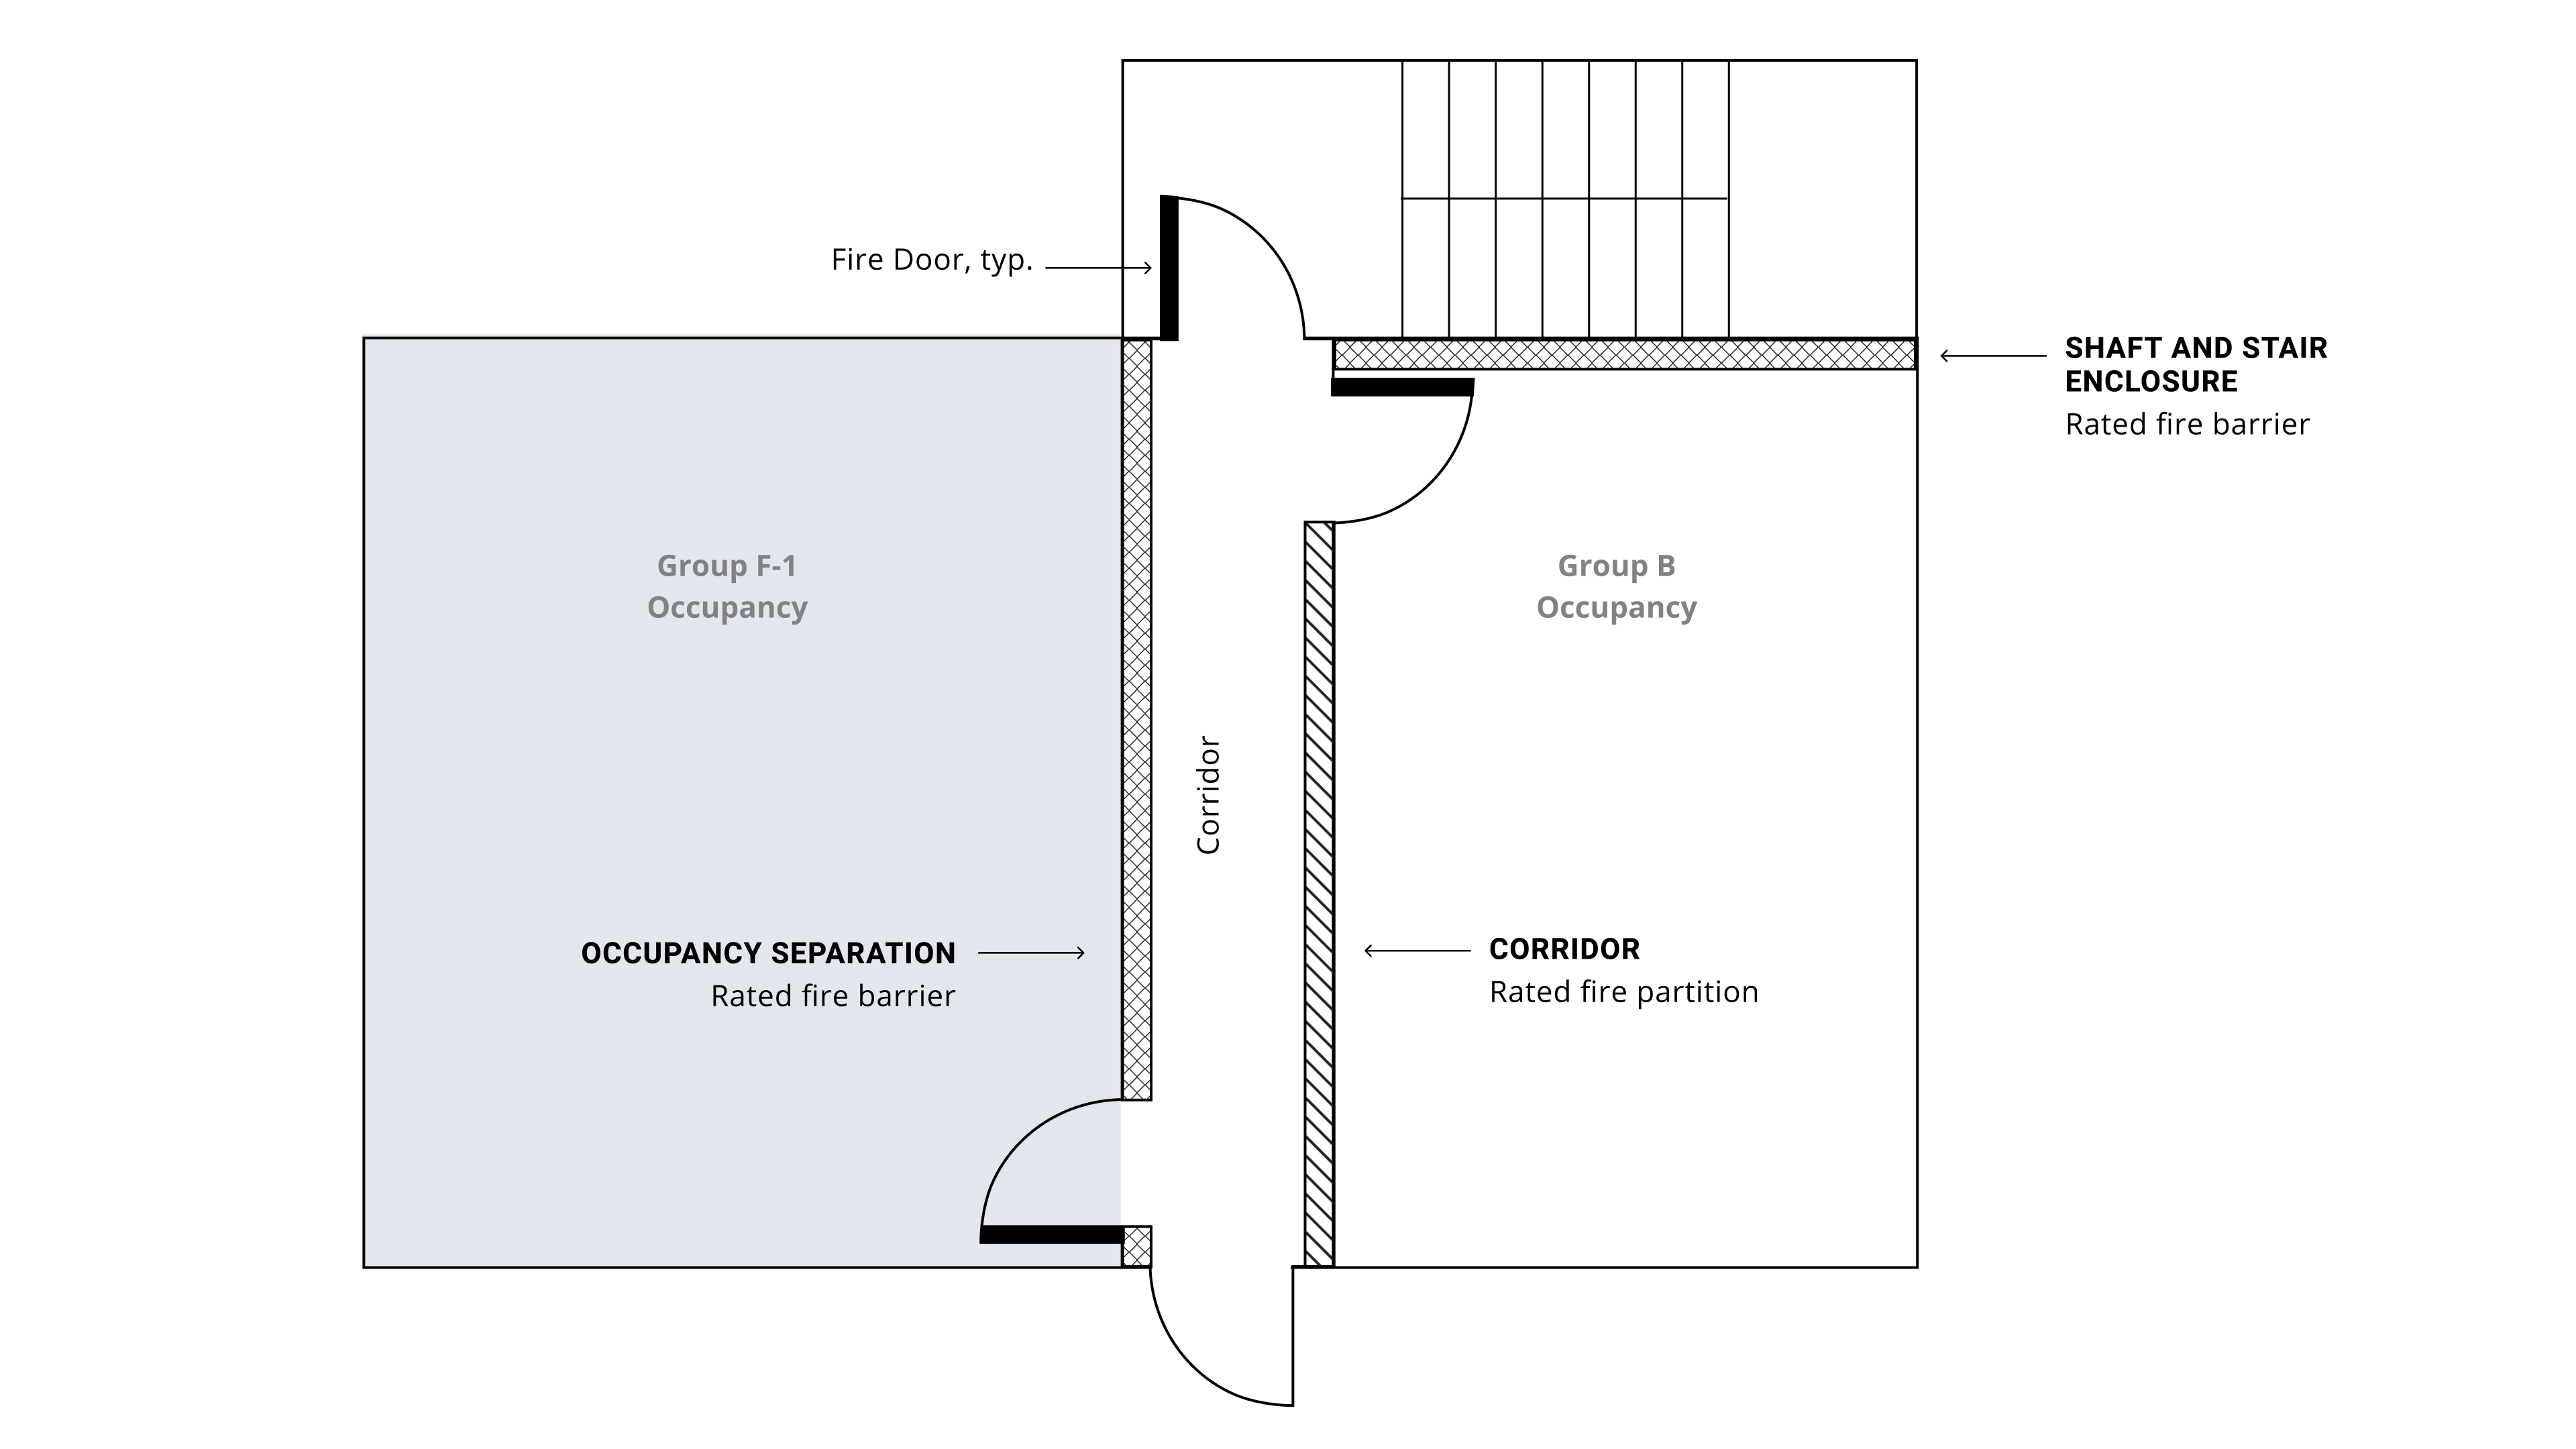 Fire Door, typ.
SHAFT AND STAIR
ENCLOSURE
Rated fire barrier
Group F-1
Occupancy
Group B
Occupancy
Corridor
OCCUPANCY SEPARATION
Rated fire barrier
CORRIDOR
Rated fire partition